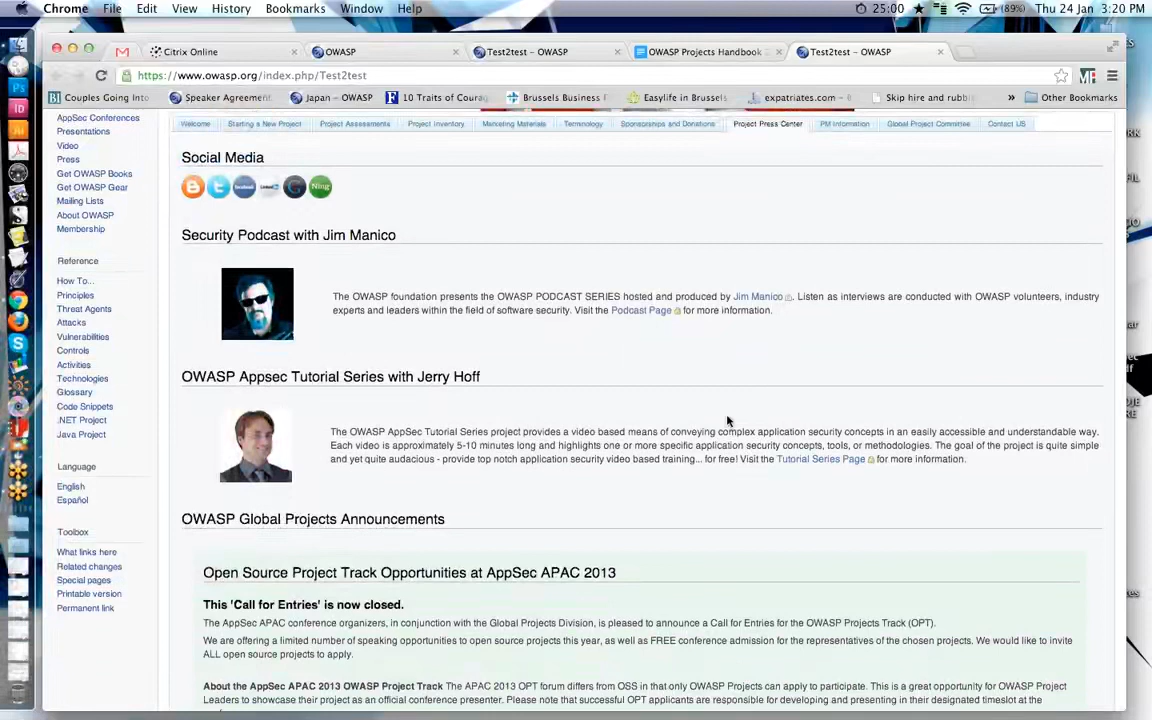 Chrome File Edit View History Bookmarks Window Help 25:00 (89%) Thu 24 Jan 3:20 PM
Citrix Online OWASP Test2test – OWASP OWASP Projects Handbook Test2test – OWASP
https://www.owasp.org/index.php/Test2test
Couples Going Into Speaker Agreement Japan – OWASP 10 Traits of Courag Brussels Business Easylife in Brussels expatriates.com – Skip hire and rubbi » Other Bookmarks
Welcome Starting a New Project Project Assessments Project Inventory Marketing Materials Terminology Sponsorships and Donations Project Press Center PM Information Global Project Committee Contact US
AppSec Conferences
Presentations
Video
Press
Get OWASP Books
Get OWASP Gear
Mailing Lists
About OWASP
Membership
Reference
How To...
Principles
Threat Agents
Attacks
Vulnerabilities
Controls
Activities
Technologies
Glossary
Code Snippets
.NET Project
Java Project
Language
English
Español
Toolbox
What links here
Related changes
Special pages
Printable version
Permanent link
Social Media
Ning
Security Podcast with Jim Manico
The OWASP foundation presents the OWASP PODCAST SERIES hosted and produced by Jim Manico. Listen as interviews are conducted with OWASP volunteers, industry
experts and leaders within the field of software security. Visit the Podcast Page for more information.
OWASP Appsec Tutorial Series with Jerry Hoff
The OWASP AppSec Tutorial Series project provides a video based means of conveying complex application security concepts in an easily accessible and understandable way.
Each video is approximately 5-10 minutes long and highlights one or more specific application security concepts, tools, or methodologies. The goal of the project is quite simple
and yet quite audacious - provide top notch application security video based training... for free! Visit the Tutorial Series Page for more information.
OWASP Global Projects Announcements
Open Source Project Track Opportunities at AppSec APAC 2013
This 'Call for Entries' is now closed.
The AppSec APAC conference organizers, in conjunction with the Global Projects Division, is pleased to announce a Call for Entries for the OWASP Projects Track (OPT).
We are offering a limited number of speaking opportunities to open source projects this year, as well as FREE conference admission for the representatives of the chosen projects. We would like to invite
ALL open source projects to apply.
About the AppSec APAC 2013 OWASP Project Track The APAC 2013 OPT forum differs from OSS in that only OWASP Projects can apply to participate. This is a great opportunity for OWASP Project
Leaders to showcase their project as an official conference presenter. Please note that successful OPT applicants are responsible for developing and presenting in their designated timeslot at the